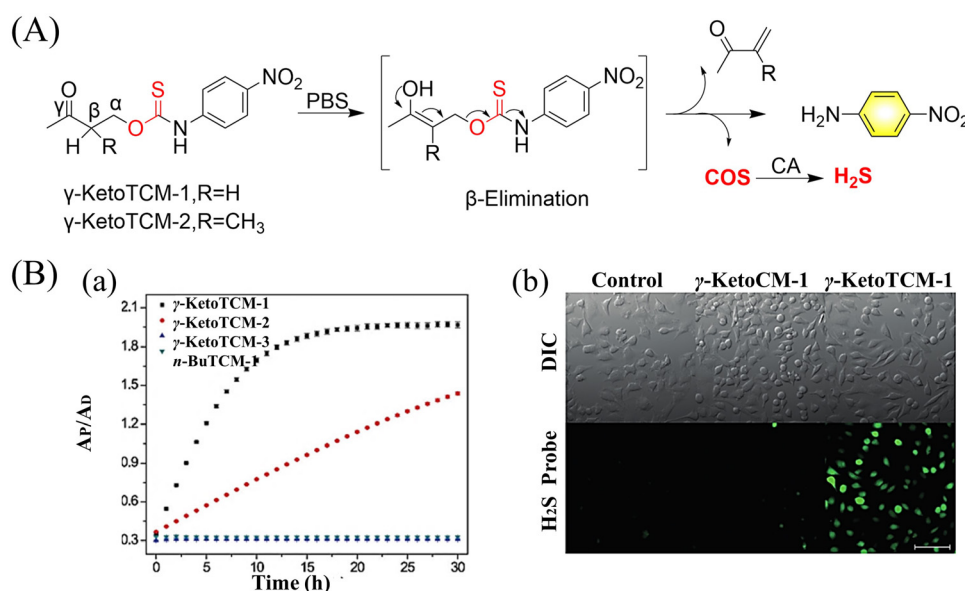 (A)
O
γ β α
H R
O
S
N
H
NO₂
PBS
OH
R
O
S
N
H
NO₂
β-Elimination
O
R
H₂N
NO₂
COS CA H₂S
γ-KetoTCM-1,R=H
γ-KetoTCM-2,R=CH₃
(B)
(a)
γ-KetoTCM-1
γ-KetoTCM-2
γ-KetoTCM-3
n-BuTCM-1
2.1
1.8
1.5
1.2
0.9
0.6
0.3
AP/AD
0 5 10 15 20 25 30
Time (h)
(b)
Control γ-KetoCM-1 γ-KetoTCM-1
DIC
H₂S Probe